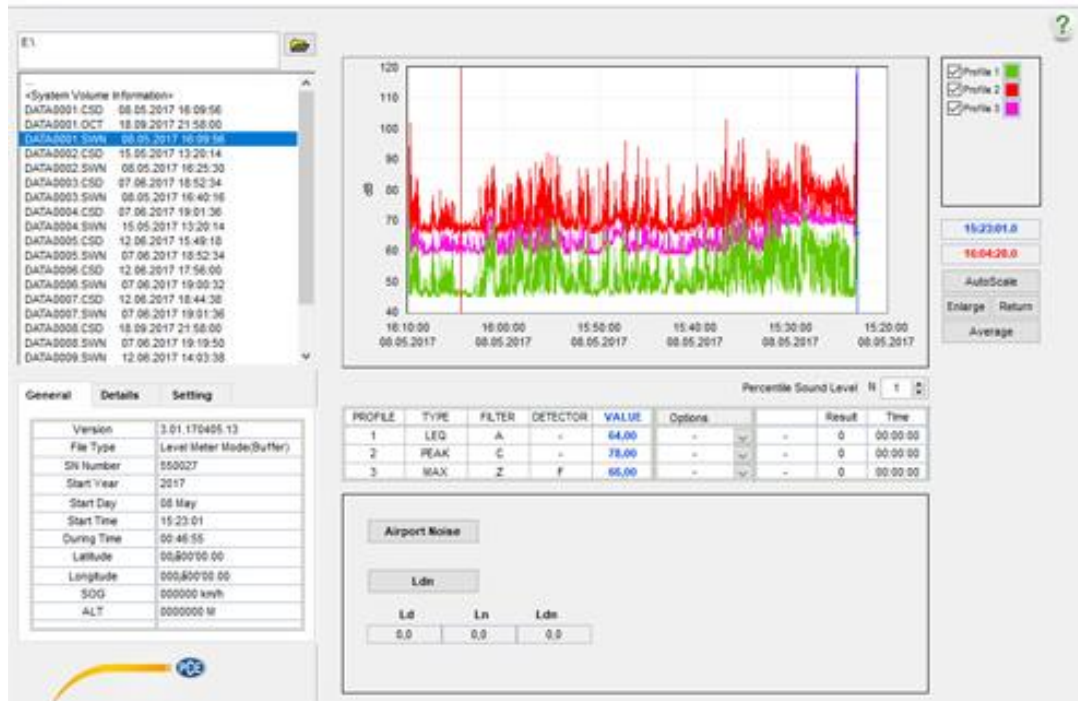 ?
E:\
..
<System Volume Information>
DATA0001.CSD 08.05.2017 16:09:56
DATA0001.OCT 18.09.2017 21:58:00
DATA0001.SWN 08.05.2017 16:09:56
DATA0002.CSD 15.05.2017 13:20:14
DATA0002.SWN 08.05.2017 16:25:30
DATA0003.CSD 07.06.2017 18:52:34
DATA0003.SWN 08.05.2017 16:40:16
DATA0004.CSD 07.06.2017 19:01:36
DATA0004.SWN 15.05.2017 13:20:14
DATA0005.CSD 12.06.2017 15:49:18
DATA0005.SWN 07.06.2017 18:52:34
DATA0006.CSD 12.06.2017 17:56:00
DATA0006.SWN 07.06.2017 19:00:32
DATA0007.CSD 12.06.2017 18:44:38
DATA0007.SWN 07.06.2017 19:01:36
DATA0008.CSD 18.09.2017 21:58:00
DATA0008.SWN 07.06.2017 19:19:50
DATA0009.SWN 12.06.2017 14:03:38
120
110
100
90
80
70
60
50
40
dB
16:10:00 16:00:00 15:50:00 15:40:00 15:30:00 15:20:00
08.05.2017 08.05.2017 08.05.2017 08.05.2017 08.05.2017 08.05.2017
Profile 1
Profile 2
Profile 3
15:23:01.0
16:04:28.0
AutoScale
Enlarge Return
Average
General Details Setting
Version 3.01.170405.13
File Type Level Meter Mode(Buffer)
SN Number 550027
Start Year 2017
Start Day 08 May
Start Time 15:23:01
During Time 00:46:55
Latitude
Longitude
SOG 000000 km/h
ALT 0000000 M
Percentile Sound Level N 1
PROFILE TYPE FILTER DETECTOR VALUE Options Result Time
1 LEQ A - 64,00 - - 0 00:00:00
2 PEAK C - 78,00 - - 0 00:00:00
3 MAX Z F 66,00 - - 0 00:00:00
Airport Noise
Ldn
Ld Ln Ldn
0,0 0,0 0,0
PCE